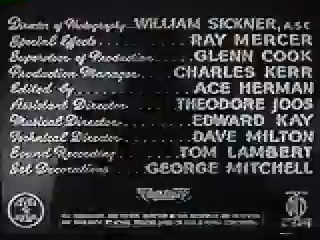 Director of Photography WILLIAM SICKNER, A.S.C
Special Effects........RAY MERCER
Supervisor of Production......GLENN COOK
Production Manager.....CHARLES KERR
Edited by............ACE HERMAN
Assistant Director......THEODORE JOOS
Musical Director.......EDWARD KAY
Technical Director......DAVE MILTON
Sound Recording.......TOM LAMBERT
Set Decorations.....GEORGE MITCHELL